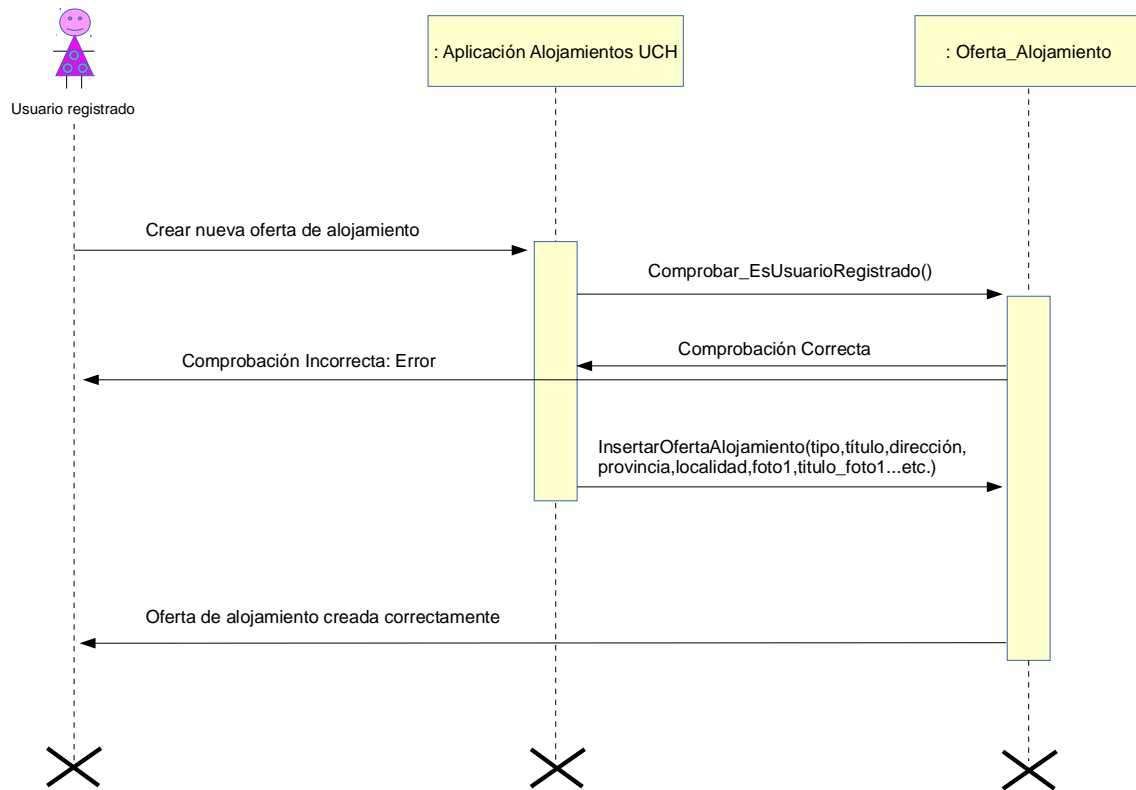 : Aplicación Alojamientos UCH
: Oferta_Alojamiento
Usuario registrado
Crear nueva oferta de alojamiento
Comprobar_EsUsuarioRegistrado()
Comprobación Correcta
Comprobación Incorrecta: Error
InsertarOfertaAlojamiento(tipo,título,dirección,
provincia,localidad,foto1,titulo_foto1...etc.)
Oferta de alojamiento creada correctamente